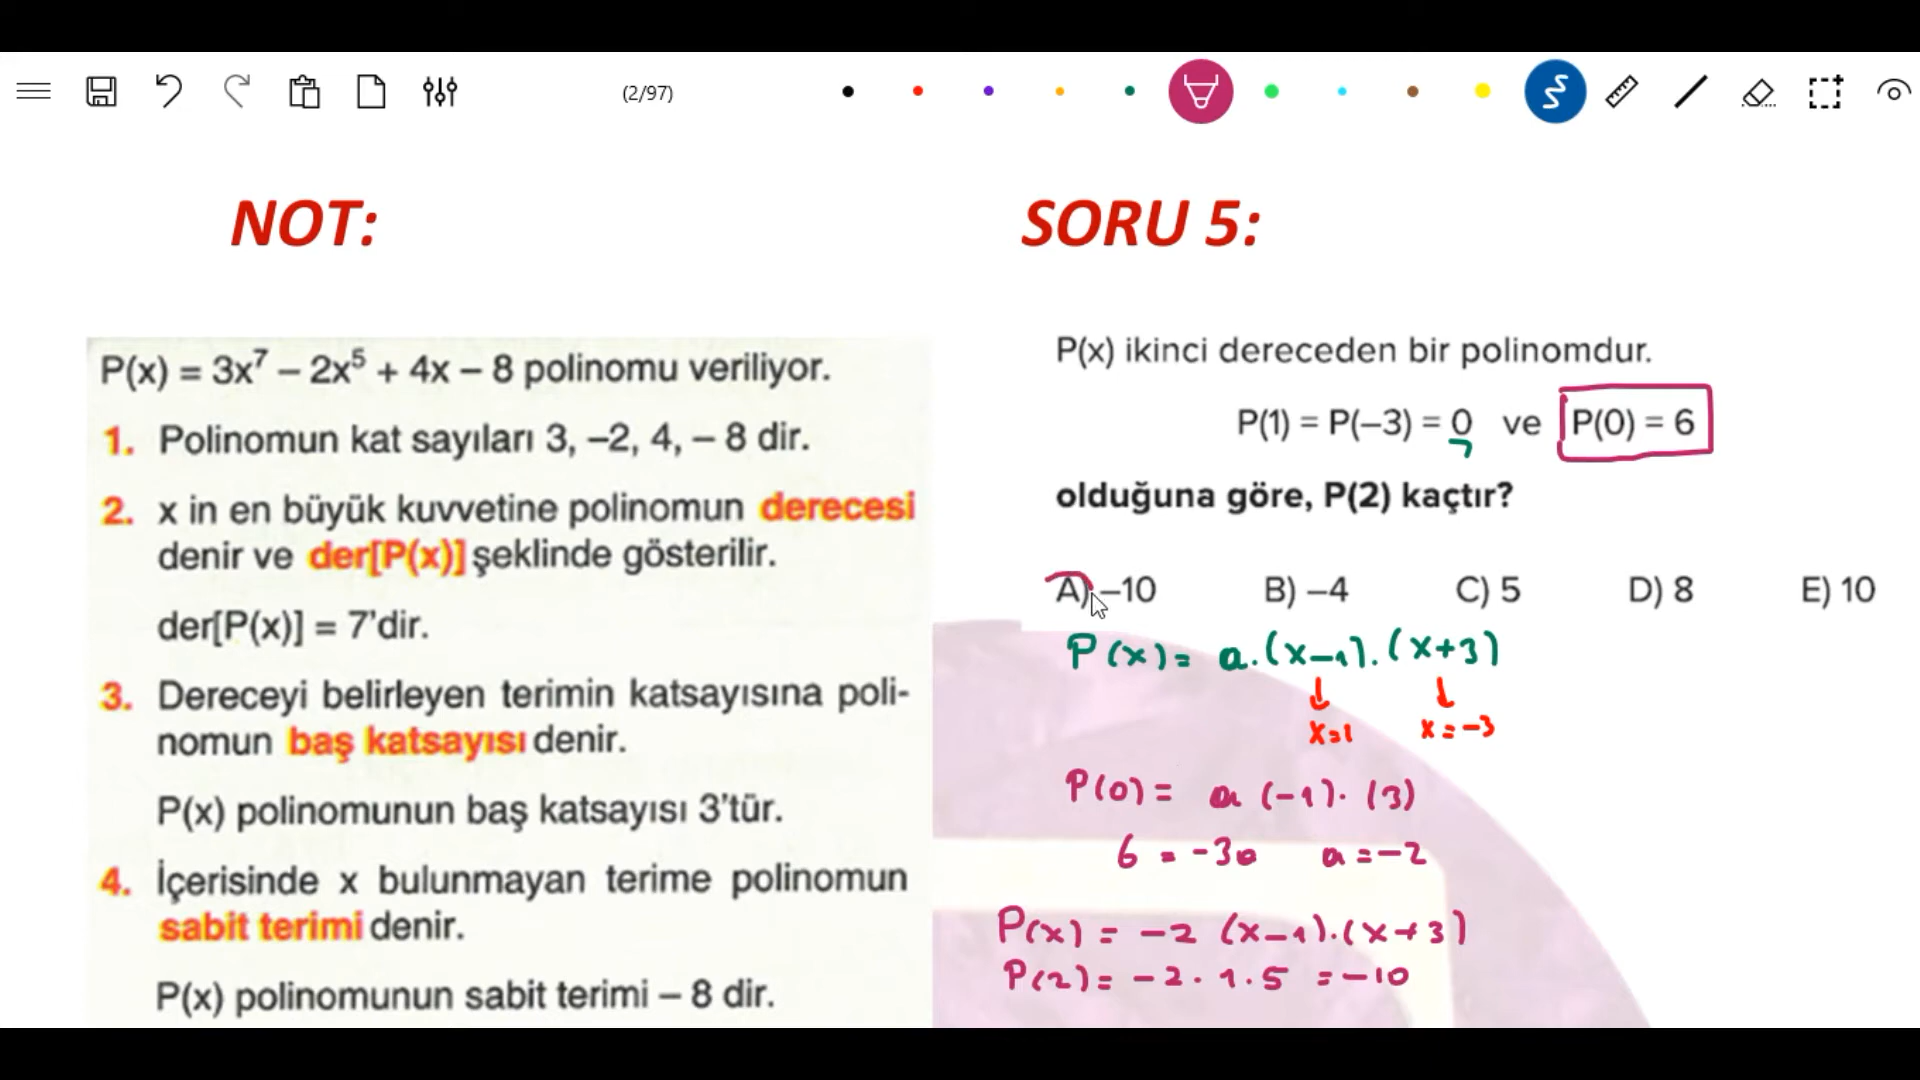 (2/97)
NOT:
P(x) = 3x⁷ – 2x⁵ + 4x – 8 polinomu veriliyor.
1. Polinomun kat sayıları 3, –2, 4, – 8 dir.
2. x in en büyük kuvvetine polinomun derecesi
denir ve der[P(x)] şeklinde gösterilir.
der[P(x)] = 7’dir.
3. Dereceyi belirleyen terimin katsayısına poli-
nomun baş katsayısı denir.
P(x) polinomunun baş katsayısı 3’tür.
4. İçerisinde x bulunmayan terime polinomun
sabit terimi denir.
P(x) polinomunun sabit terimi – 8 dir.
SORU 5:
P(x) ikinci dereceden bir polinomdur.
P(1) = P(–3) = 0 ve P(0) = 6
olduğuna göre, P(2) kaçtır?
A) –10 B) –4 C) 5 D) 8 E) 10
P(x) = a.(x–1).(x+3)
x=1 x=-3
P(0) = a (-1).(3)
6 = -3a a = -2
P(x) = -2 (x-1).(x+3)
P(2) = -2.1.5 = -10